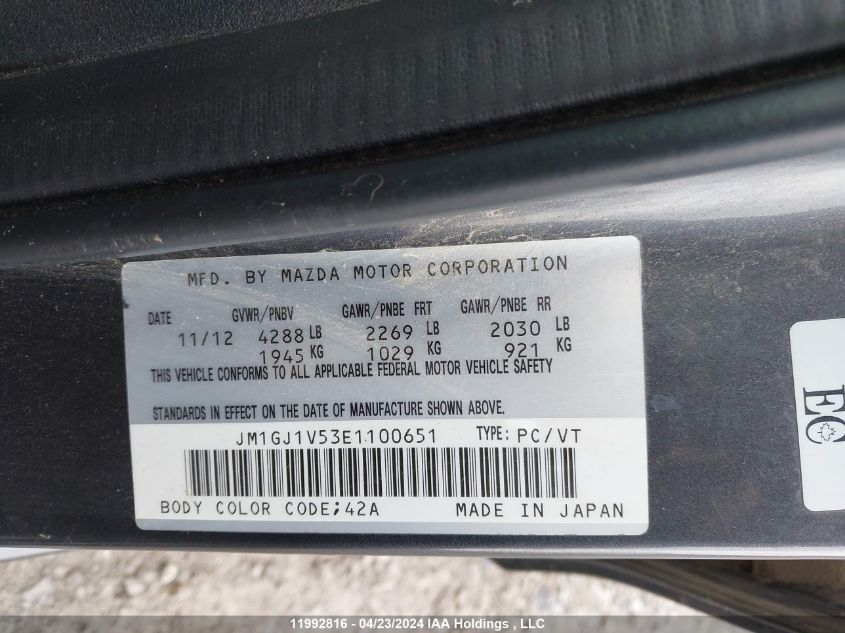 MFD. BY MAZDA MOTOR CORPORATION
DATE GVWR/PNBV GAWR/PNBE FRT GAWR/PNBE RR
11/12 4288 LB 2269 LB 2030 LB
1945 KG 1029 KG 921 KG
THIS VEHICLE CONFORMS TO ALL APPLICABLE FEDERAL MOTOR VEHICLE SAFETY
STANDARDS IN EFFECT ON THE DATE OF MANUFACTURE SHOWN ABOVE.
JM1GJ1V53E1100651 TYPE: PC/VT
BODY COLOR CODE;42A MADE IN JAPAN
EC
11992816 - 04/23/2024 IAA Holdings , LLC